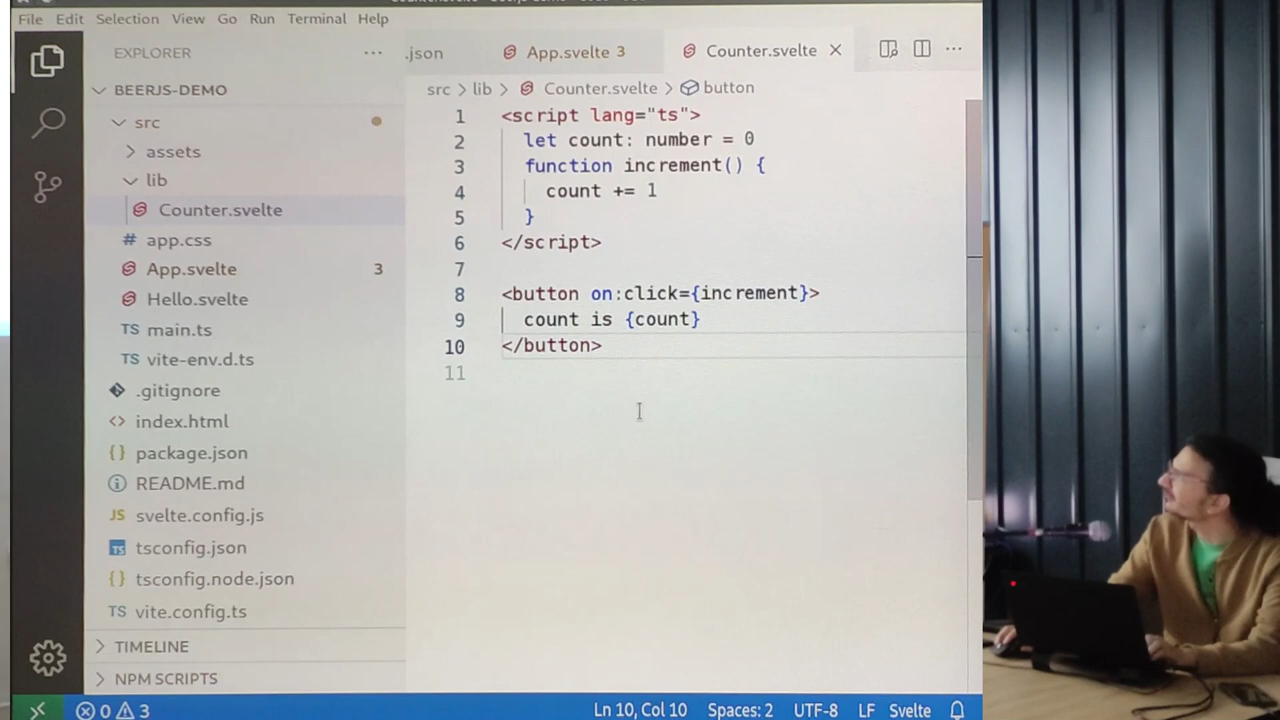 File Edit Selection View Go Run Terminal Help
EXPLORER ···
.json
App.svelte 3
Counter.svelte ×
···
BEERJS-DEMO
src > lib > Counter.svelte > button
src
assets
lib
Counter.svelte
# app.css
App.svelte 3
Hello.svelte
TS main.ts
TS vite-env.d.ts
.gitignore
<> index.html
{} package.json
README.md
JS svelte.config.js
TS tsconfig.json
{} tsconfig.node.json
TS vite.config.ts
TIMELINE
NPM SCRIPTS
1 <script lang="ts">
2 let count: number = 0
3 function increment() {
4 count += 1
5 }
6 </script>
7
8 <button on:click={increment}>
9 count is {count}
10 </button>
11
0 3
Ln 10, Col 10 Spaces: 2 UTF-8 LF Svelte